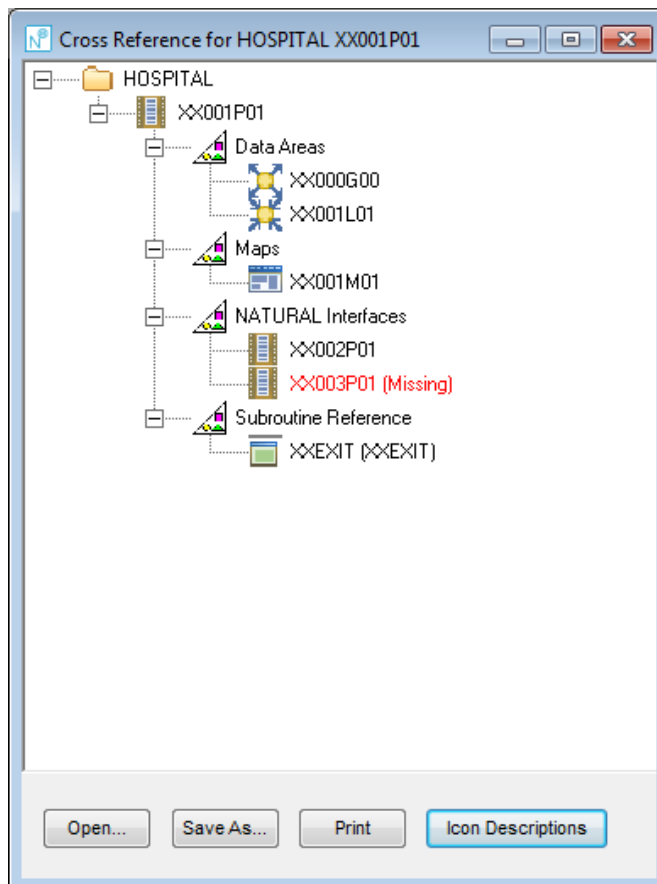 Cross Reference for HOSPITAL XX001P01
HOSPITAL
XX001P01
Data Areas
XX000G00
XX001L01
Maps
XX001M01
NATURAL Interfaces
XX002P01
XX003P01 (Missing)
Subroutine Reference
XXEXIT (XXEXIT)
Open... Save As... Print Icon Descriptions